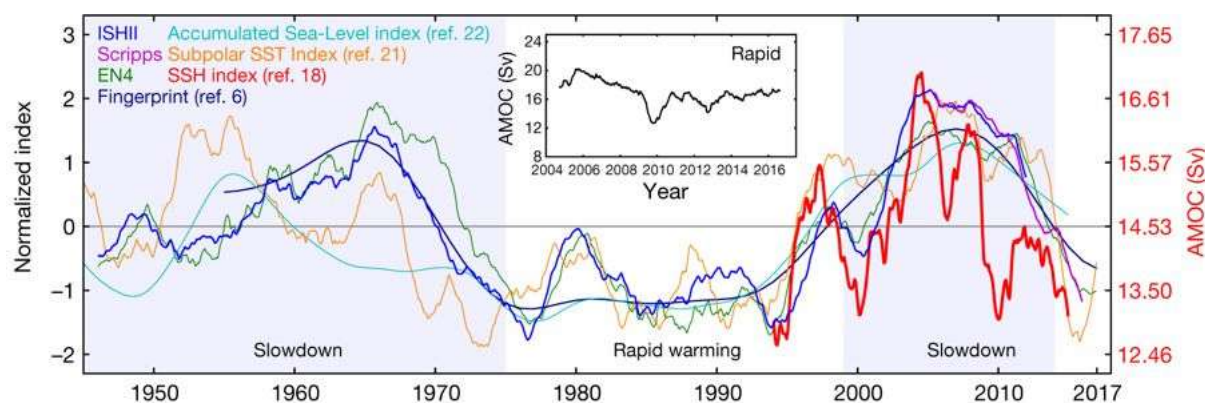 3
2
1
0
−1
−2
Normalized index
ISHII Accumulated Sea-Level index (ref. 22)
Scripps Subpolar SST Index (ref. 21)
EN4 SSH index (ref. 18)
Fingerprint (ref. 6)
24
20
16
12
8
AMOC (Sv)
Rapid
2004 2006 2008 2010 2012 2014 2016
Year
17.65
16.61
15.57
14.53
13.50
12.46
AMOC (Sv)
Slowdown Rapid warming Slowdown
1950 1960 1970 1980 1990 2000 2010 2017